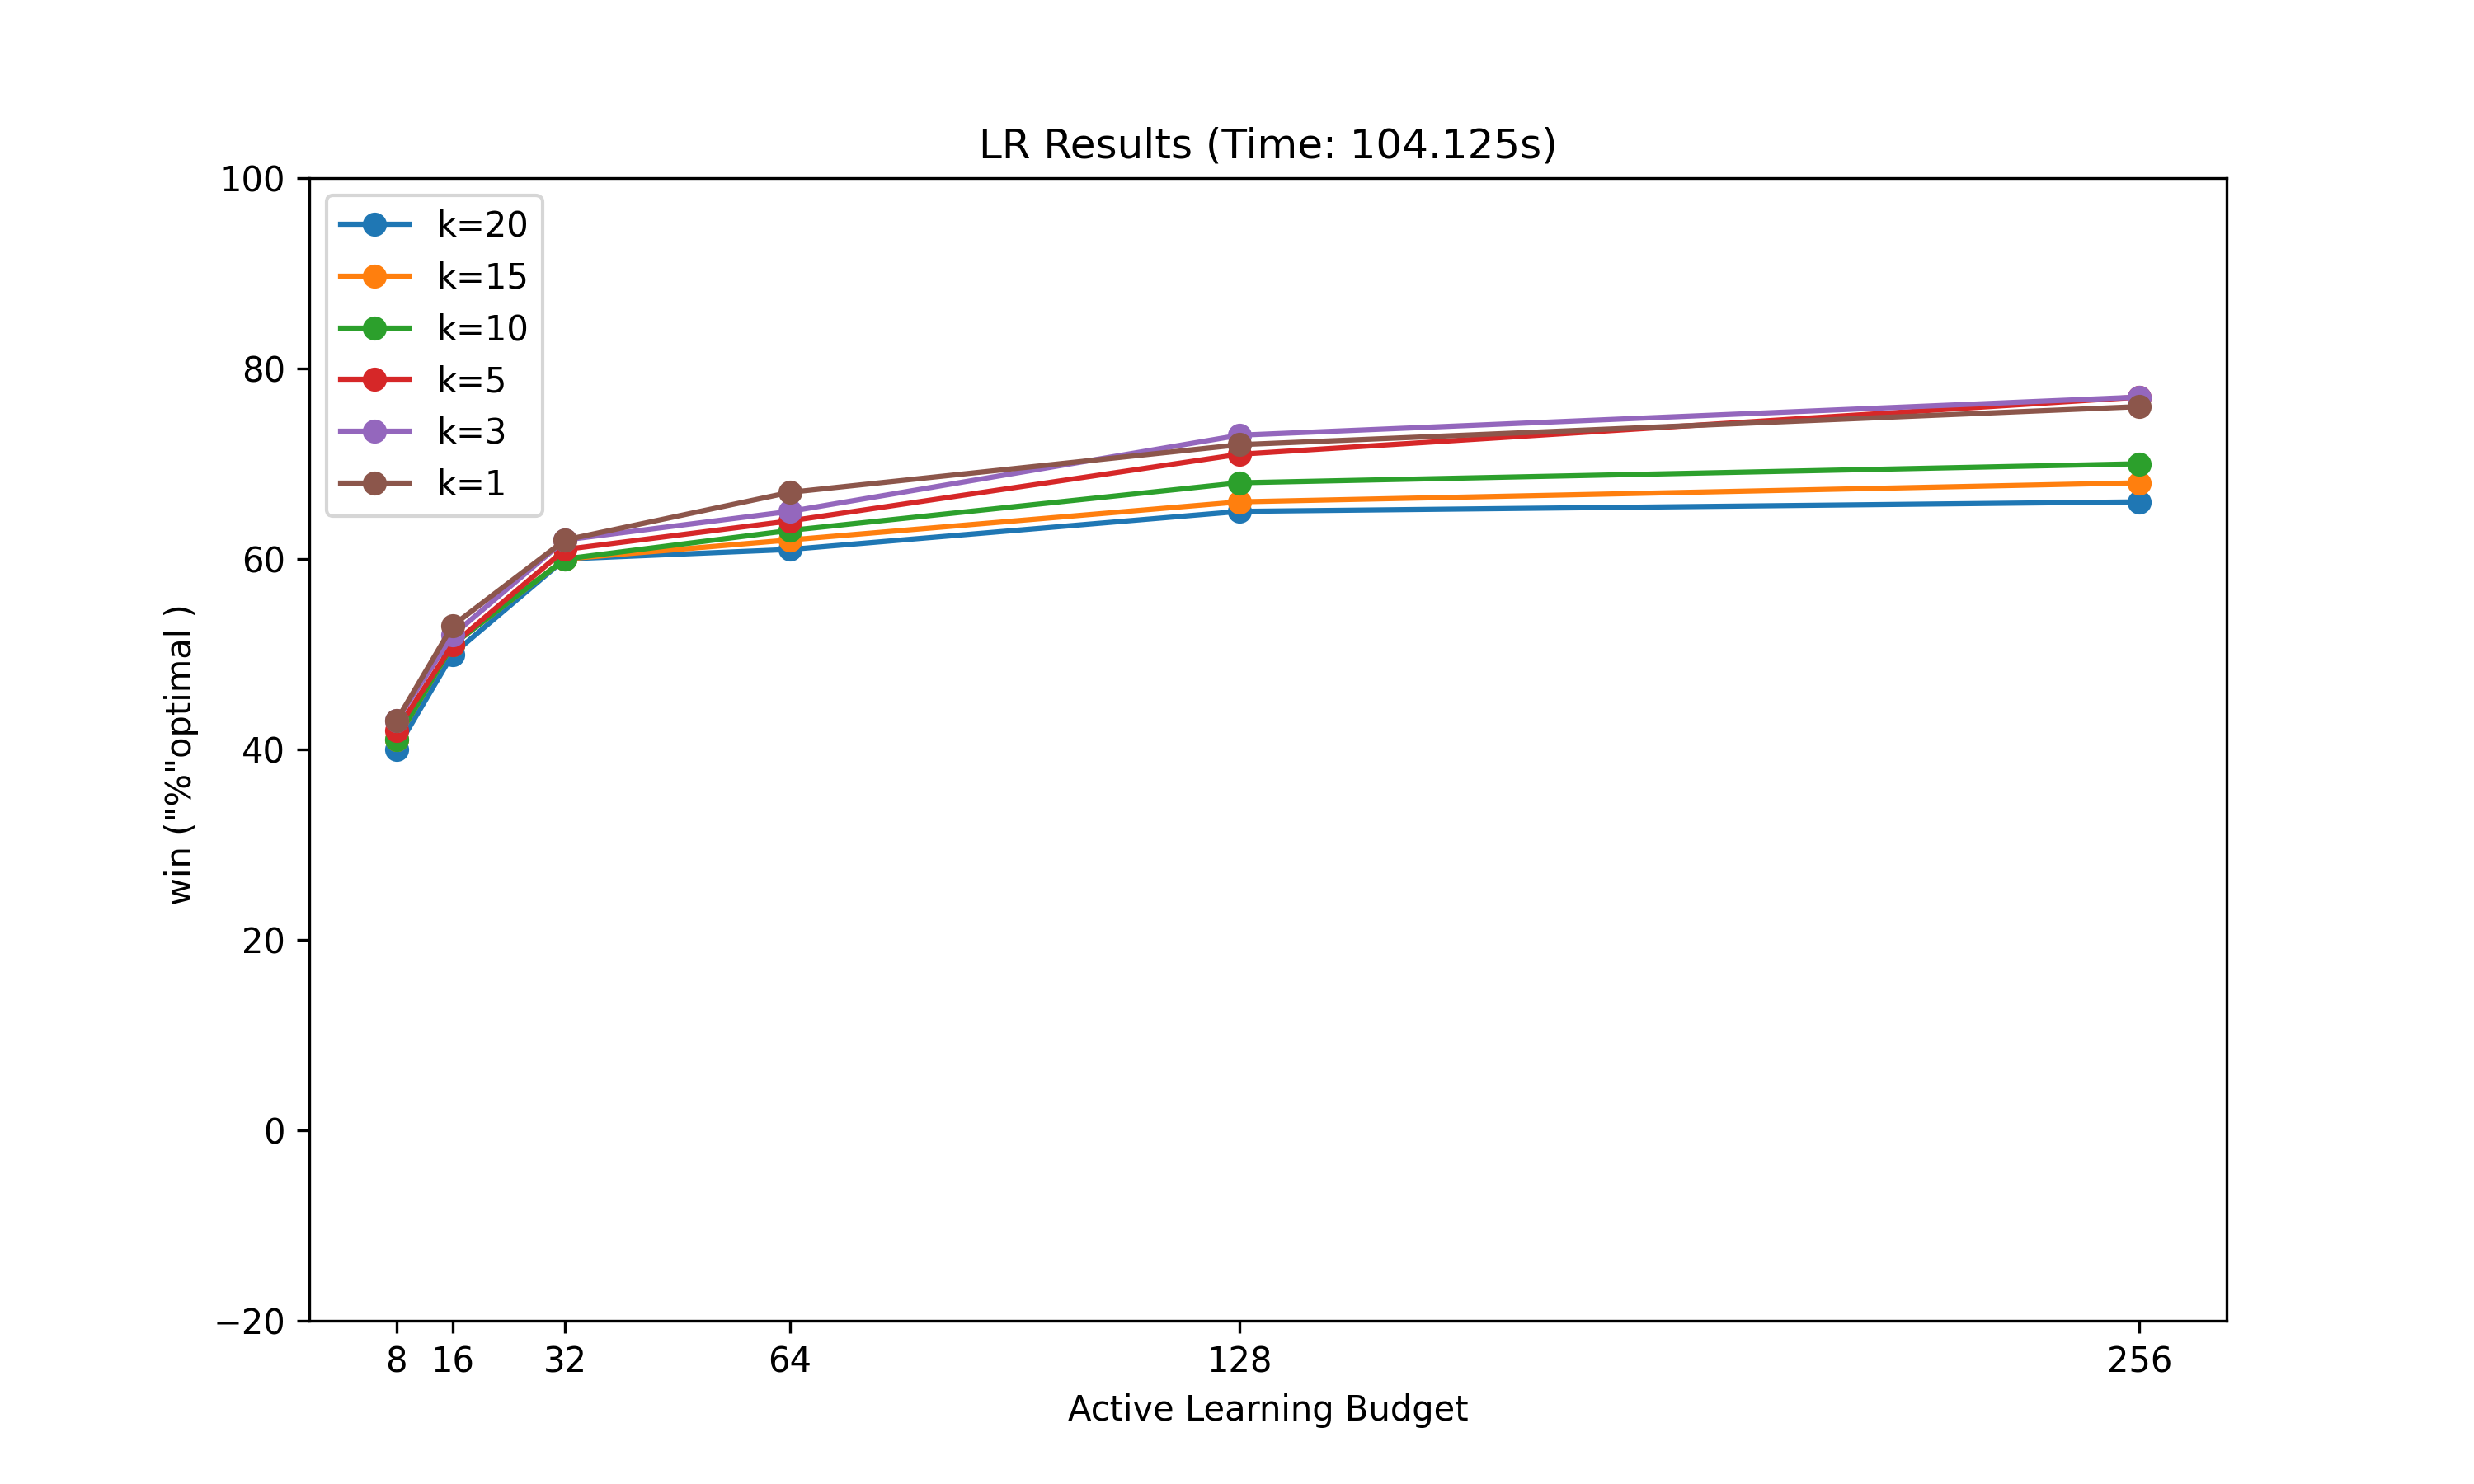 LR Results (Time: 104.125s)
100
80
60
40
20
0
−20
win ("%"optimal )
k=20
k=15
k=10
k=5
k=3
k=1
8 16 32 64 128 256
Active Learning Budget